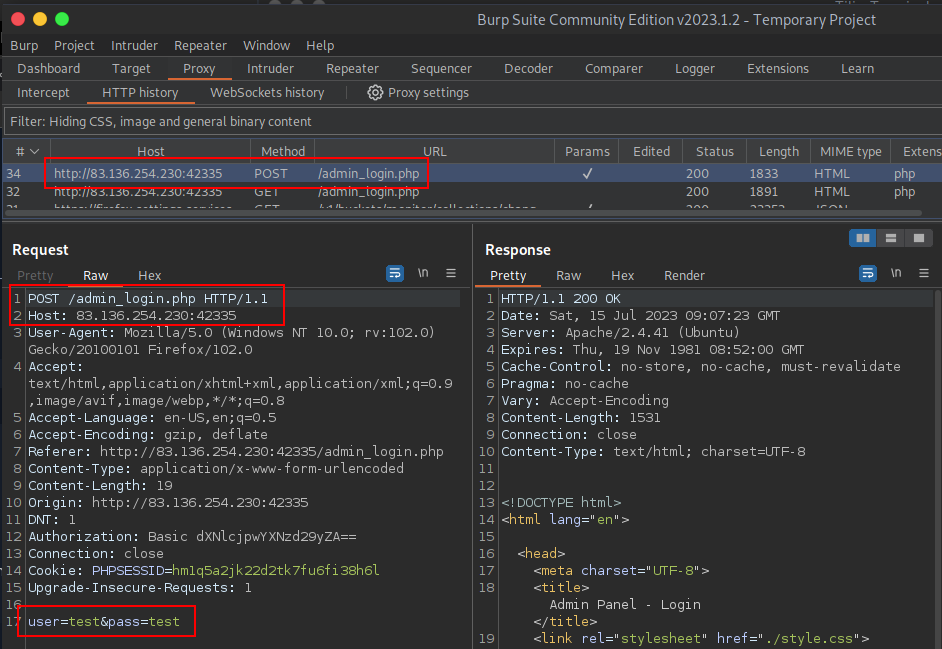 Burp Suite Community Edition v2023.1.2 - Temporary Project
Burp Project Intruder Repeater Window Help
Dashboard Target Proxy Intruder Repeater Sequencer Decoder Comparer Logger Extensions Learn
Intercept HTTP history WebSockets history Proxy settings
Filter: Hiding CSS, image and general binary content
# Host Method URL Params Edited Status Length MIME type Extens
34 http://83.136.254.230:42335 POST /admin_login.php ✓ 200 1833 HTML php
32 http://83.136.254.230:42335 GET /admin_login.php 200 1891 HTML php
Request
Pretty Raw Hex \n
1 POST /admin_login.php HTTP/1.1
2 Host: 83.136.254.230:42335
3 User-Agent: Mozilla/5.0 (Windows NT 10.0; rv:102.0)
Gecko/20100101 Firefox/102.0
4 Accept:
text/html,application/xhtml+xml,application/xml;q=0.9
,image/avif,image/webp,*/*;q=0.8
5 Accept-Language: en-US,en;q=0.5
6 Accept-Encoding: gzip, deflate
7 Referer: http://83.136.254.230:42335/admin_login.php
8 Content-Type: application/x-www-form-urlencoded
9 Content-Length: 19
10 Origin: http://83.136.254.230:42335
11 DNT: 1
12 Authorization: Basic dXNlcjpwYXNzd29yZA==
13 Connection: close
14 Cookie: PHPSESSID=hm1q5a2jk22d2tk7fu6fi38h6l
15 Upgrade-Insecure-Requests: 1
16
17 user=test&pass=test
Response
Pretty Raw Hex Render \n
1 HTTP/1.1 200 OK
2 Date: Sat, 15 Jul 2023 09:07:23 GMT
3 Server: Apache/2.4.41 (Ubuntu)
4 Expires: Thu, 19 Nov 1981 08:52:00 GMT
5 Cache-Control: no-store, no-cache, must-revalidate
6 Pragma: no-cache
7 Vary: Accept-Encoding
8 Content-Length: 1531
9 Connection: close
10 Content-Type: text/html; charset=UTF-8
11
12
13 <!DOCTYPE html>
14 <html lang="en">
15
16 <head>
17 <meta charset="UTF-8">
18 <title>
Admin Panel - Login
</title>
19 <link rel="stylesheet" href="./style.css">